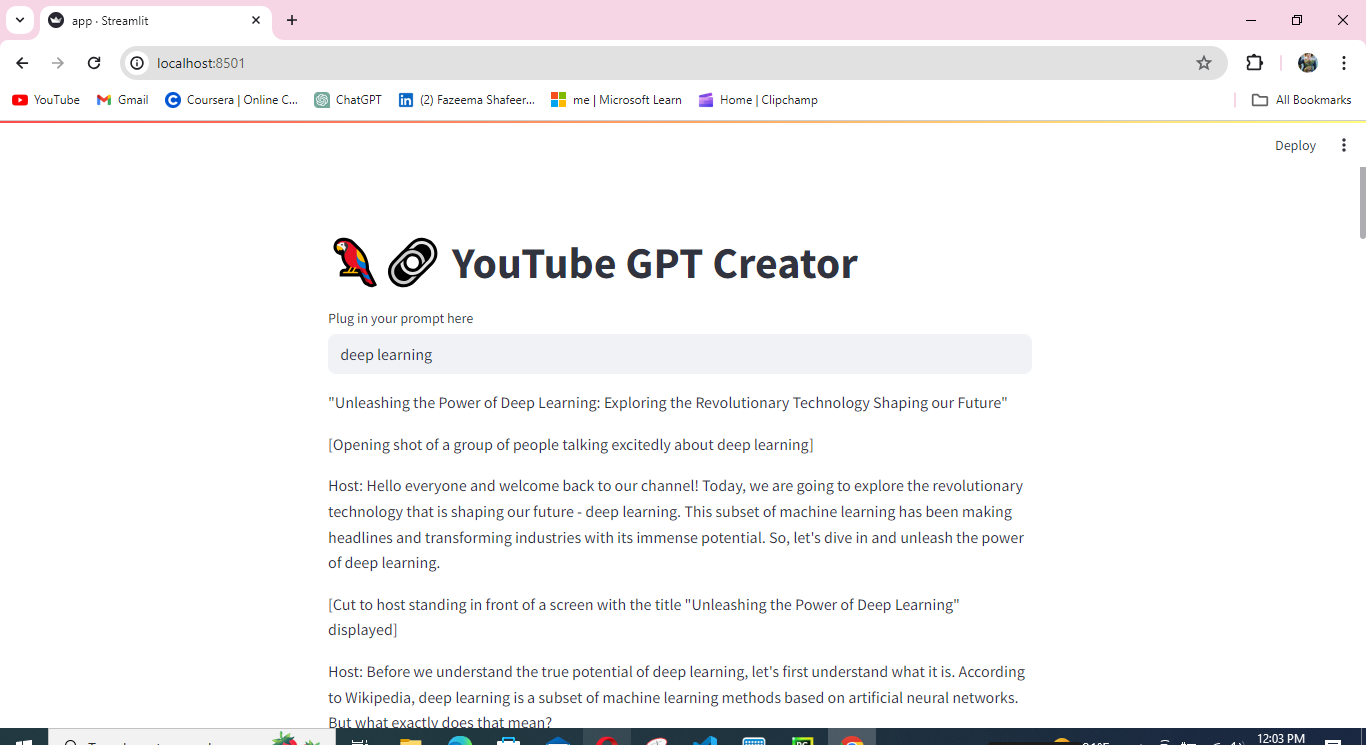 app · Streamlit
localhost:8501
YouTube
Gmail
Coursera | Online C...
ChatGPT
(2) Fazeema Shafeer...
me | Microsoft Learn
Home | Clipchamp
All Bookmarks
Deploy
YouTube GPT Creator
Plug in your prompt here
deep learning
"Unleashing the Power of Deep Learning: Exploring the Revolutionary Technology Shaping our Future"
[Opening shot of a group of people talking excitedly about deep learning]
Host: Hello everyone and welcome back to our channel! Today, we are going to explore the revolutionary
technology that is shaping our future - deep learning. This subset of machine learning has been making
headlines and transforming industries with its immense potential. So, let's dive in and unleash the power
of deep learning.
[Cut to host standing in front of a screen with the title "Unleashing the Power of Deep Learning"
displayed]
Host: Before we understand the true potential of deep learning, let's first understand what it is. According
to Wikipedia, deep learning is a subset of machine learning methods based on artificial neural networks.
But what exactly does that mean?
12:03 PM